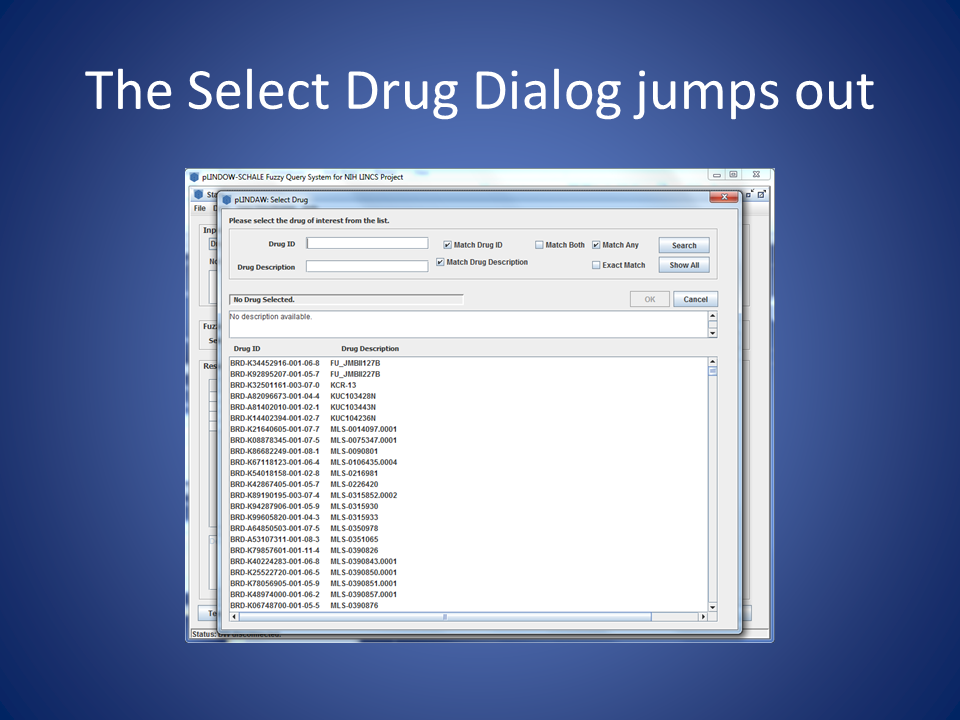 The Select Drug Dialog jumps out
pLINDOW-SCHALE Fuzzy Query System for NIH LINCS Project
Sta
pLINDAW: Select Drug
File
Please select the drug of interest from the list.
Inp
Drug ID
Match Drug ID
Match Both
Match Any
Search
Drug Description
Match Drug Description
Exact Match
Show All
No Drug Selected.
OK
Cancel
No description available.
Fuzz
Sel
Drug ID Drug Description
Res
BRD-K34452916-001-06-8 FU_JMBII127B
BRD-K92895207-001-05-7 FU_JMBII227B
BRD-K32501161-003-07-0 KCR-13
BRD-A82096673-001-04-4 KUC103428N
BRD-A81402010-001-02-1 KUC103443N
BRD-K14402394-001-02-7 KUC104236N
BRD-K21640605-001-07-7 MLS-0014097.0001
BRD-K08878345-001-07-5 MLS-0075347.0001
BRD-K86682249-001-08-1 MLS-0090801
BRD-K67118123-001-06-4 MLS-0106435.0004
BRD-K54018158-001-02-8 MLS-0216981
BRD-K42867405-001-05-7 MLS-0226420
BRD-K89190195-003-07-4 MLS-0315852.0002
BRD-K94287906-001-05-9 MLS-0315930
BRD-K99605820-001-04-3 MLS-0315933
BRD-A64850503-001-07-5 MLS-0350978
BRD-A53107311-001-08-3 MLS-0351065
BRD-K79857601-001-11-4 MLS-0390826
BRD-K40224283-001-06-8 MLS-0390843.0001
BRD-K25522720-001-06-5 MLS-0390850.0001
BRD-K78056905-001-05-9 MLS-0390851.0001
BRD-K48974000-001-06-2 MLS-0390857.0001
BRD-K06748700-001-05-5 MLS-0390876
Te
Status: DW disconnected.